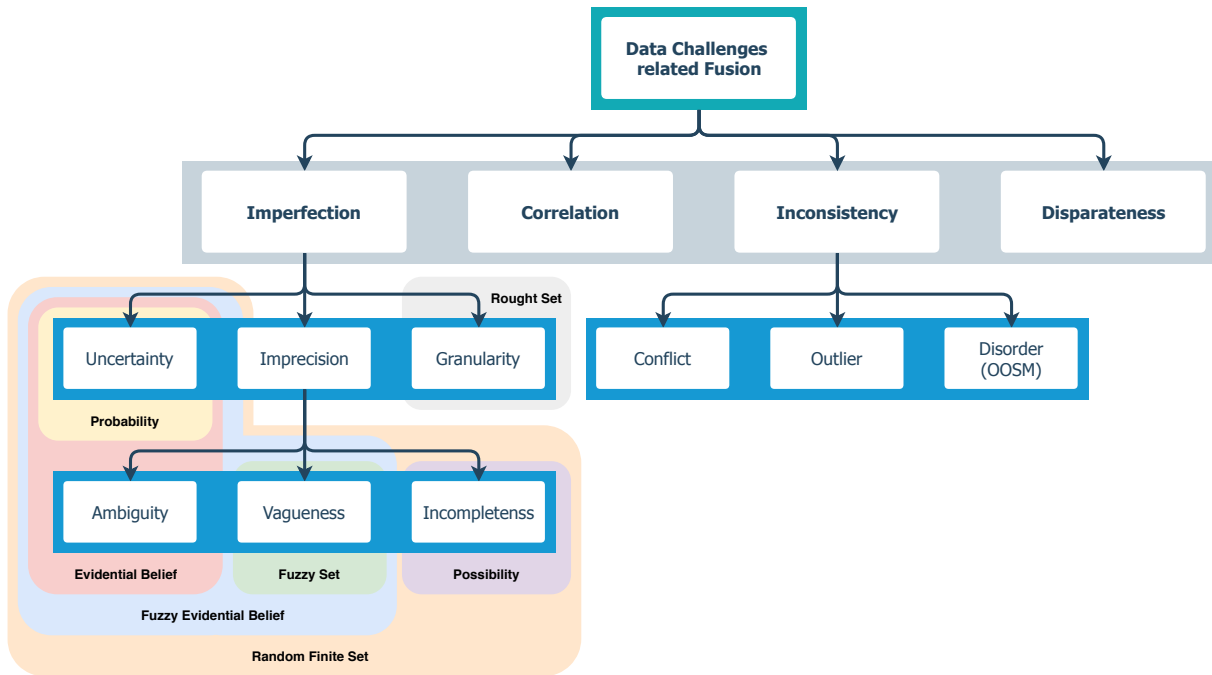 Data Challenges
related Fusion
Imperfection
Correlation
Inconsistency
Disparateness
Rought Set
Uncertainty
Imprecision
Granularity
Conflict
Outlier
Disorder
(OOSM)
Probability
Ambiguity
Vagueness
Incompletenss
Evidential Belief
Fuzzy Set
Possibility
Fuzzy Evidential Belief
Random Finite Set